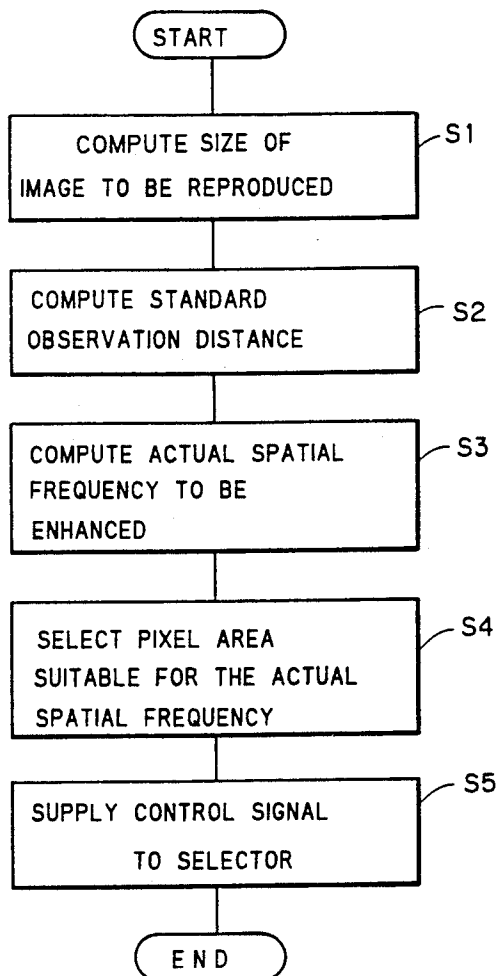 START
COMPUTE SIZE OF
IMAGE TO BE REPRODUCED
S1
COMPUTE STANDARD
OBSERVATION DISTANCE
S2
COMPUTE ACTUAL SPATIAL
FREQUENCY TO BE
ENHANCED
S3
SELECT PIXEL AREA
SUITABLE FOR THE ACTUAL
SPATIAL FREQUENCY
S4
SUPPLY CONTROL SIGNAL
TO SELECTOR
S5
END